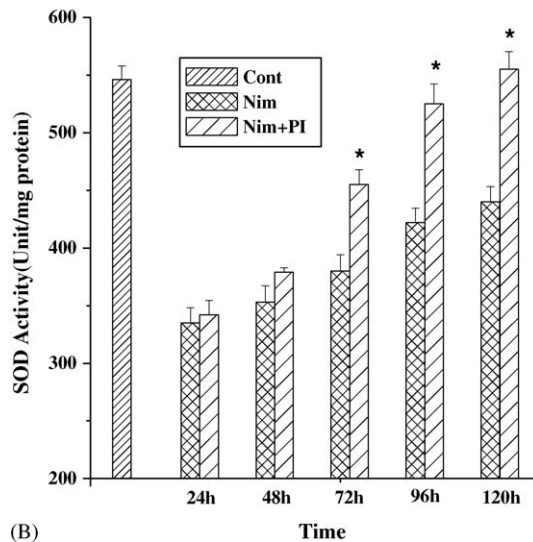 600
500
400
300
200
SOD Activity(Unit/mg protein)
Cont
Nim
Nim+PI
*
*
*
24h
48h
72h
96h
120h
(B)
Time